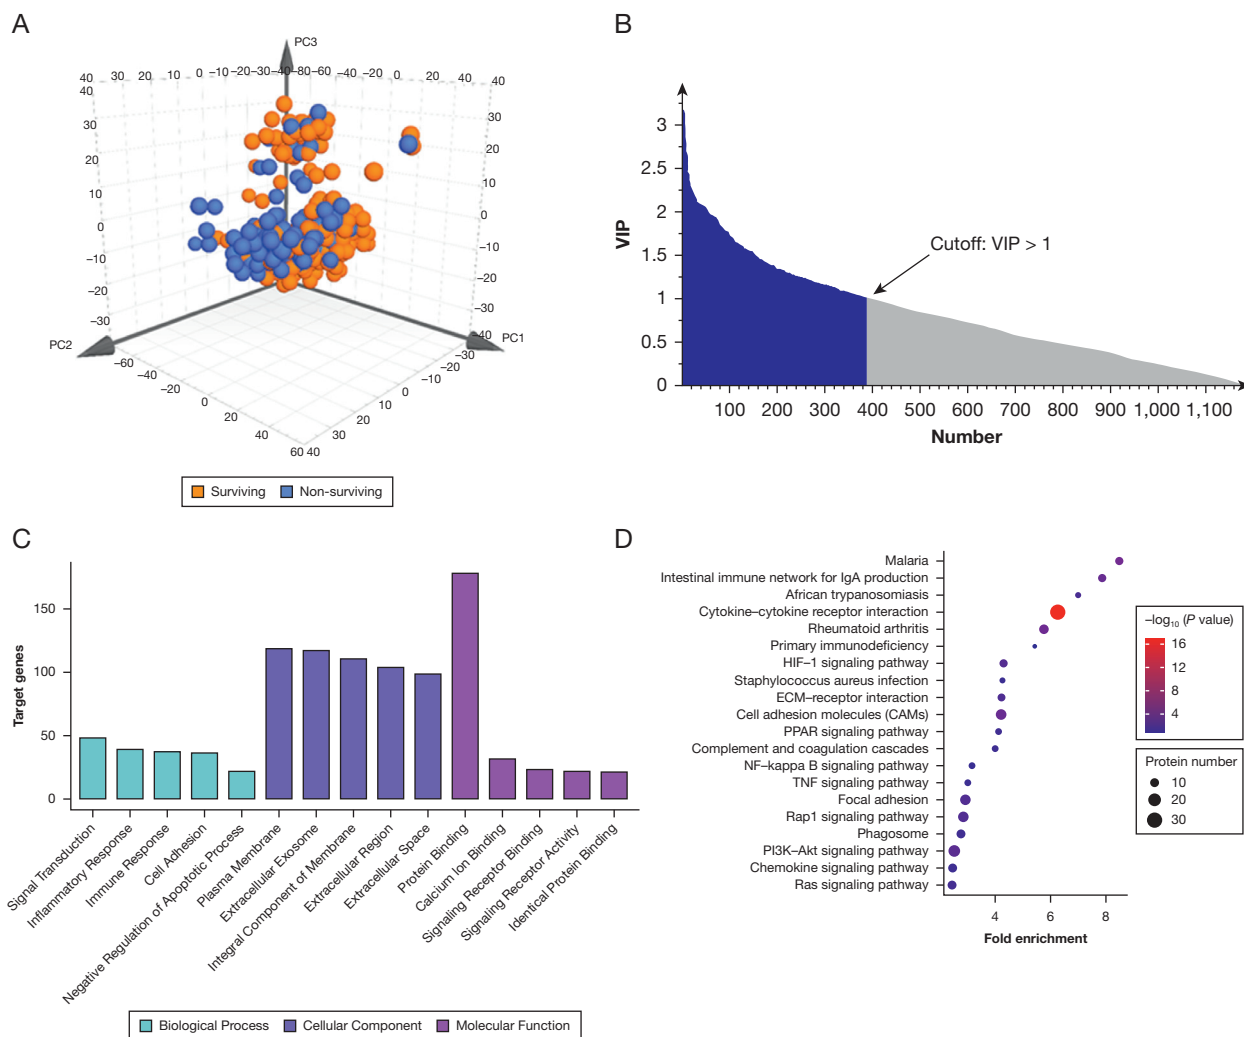 A
PC3
40 30 20 10 0 –10 –20 –30 –40 –80 –60 –40 –20 0 20 40 40
40
30
20
10
0
–10
–20
–30
30
20
10
0
–10
–20
–30
–40
PC2
PC1
–60
–40
–20
0
20
40
60
–30
–20
–10
0
10
20
30
40
Surviving
Non-surviving
B
VIP
3
2.5
2
1.5
1
0.5
0
Cutoff: VIP > 1
100 200 300 400 500 600 700 800 900 1,000 1,100
Number
C
Target genes
150
100
50
0
Signal Transduction
Inflammatory Response
Immune Response
Cell Adhesion
Negative Regulation of Apoptotic Process
Plasma Membrane
Extracellular Exosome
Integral Component of Membrane
Extracellular Region
Extracellular Space
Protein Binding
Calcium Ion Binding
Signaling Receptor Binding
Signaling Receptor Activity
Identical Protein Binding
Biological Process
Cellular Component
Molecular Function
D
Malaria
Intestinal immune network for IgA production
African trypanosomiasis
Cytokine–cytokine receptor interaction
Rheumatoid arthritis
Primary immunodeficiency
HIF–1 signaling pathway
Staphylococcus aureus infection
ECM–receptor interaction
Cell adhesion molecules (CAMs)
PPAR signaling pathway
Complement and coagulation cascades
NF–kappa B signaling pathway
TNF signaling pathway
Focal adhesion
Rap1 signaling pathway
Phagosome
PI3K–Akt signaling pathway
Chemokine signaling pathway
Ras signaling pathway
4 6 8
Fold enrichment
–log₁₀ (P value)
16
12
8
4
Protein number
10
20
30